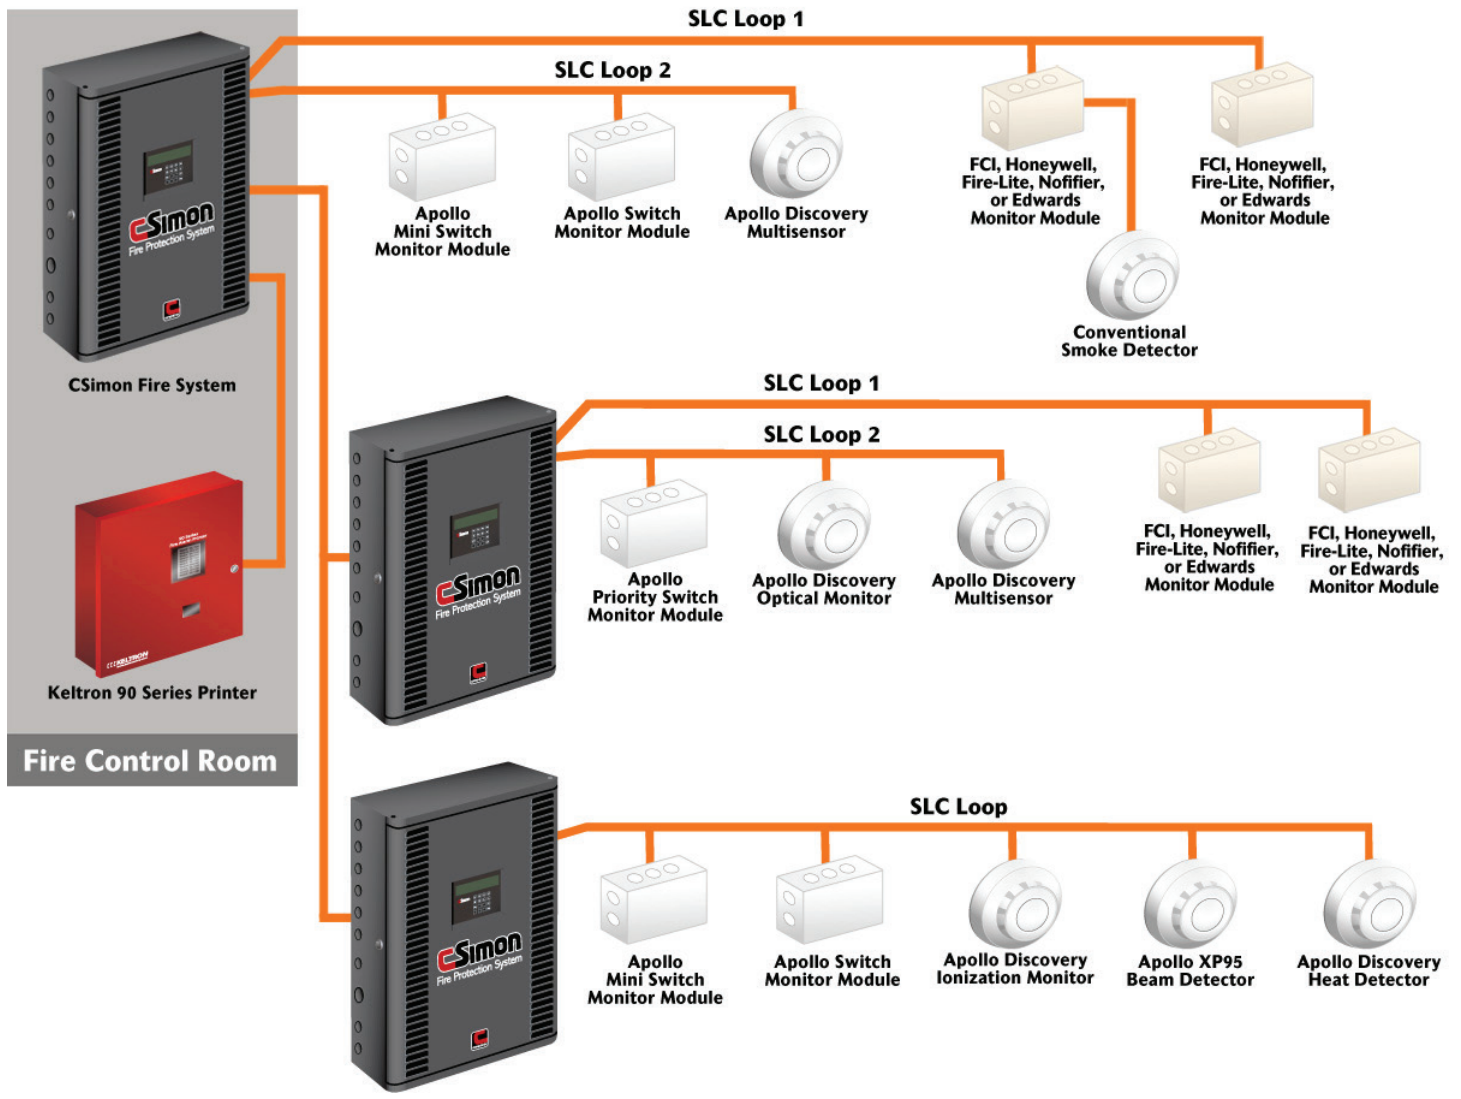 SLC Loop 1
SLC Loop 2
CSimon
Fire Protection System
Apollo
Mini Switch
Monitor Module
Apollo Switch
Monitor Module
Apollo Discovery
Multisensor
FCI, Honeywell,
Fire-Lite, Nofifier,
or Edwards
Monitor Module
FCI, Honeywell,
Fire-Lite, Nofifier,
or Edwards
Monitor Module
Conventional
Smoke Detector
CSimon Fire System
SLC Loop 1
SLC Loop 2
CSimon
Fire Protection System
Apollo
Priority Switch
Monitor Module
Apollo Discovery
Optical Monitor
Apollo Discovery
Multisensor
FCI, Honeywell,
Fire-Lite, Nofifier,
or Edwards
Monitor Module
FCI, Honeywell,
Fire-Lite, Nofifier,
or Edwards
Monitor Module
90 Series
Fire Alarm Printer
KELTRON
Keltron 90 Series Printer
Fire Control Room
SLC Loop
CSimon
Fire Protection System
Apollo
Mini Switch
Monitor Module
Apollo Switch
Monitor Module
Apollo Discovery
Ionization Monitor
Apollo XP95
Beam Detector
Apollo Discovery
Heat Detector